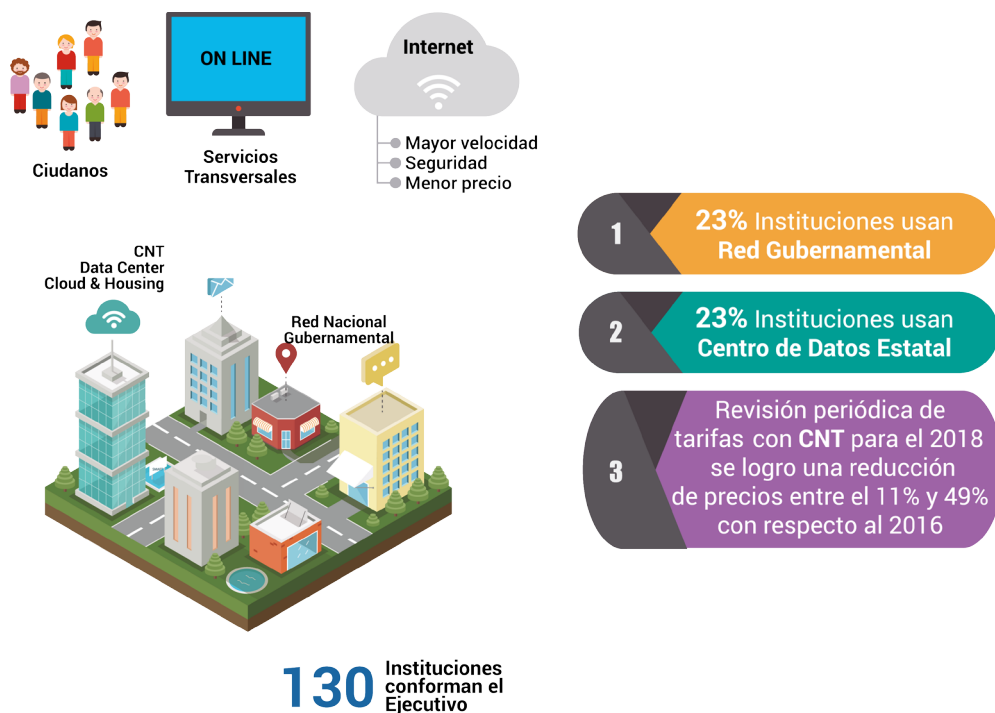 ON LINE
Internet
Ciudanos
Servicios
Transversales
Mayor velocidad
Seguridad
Menor precio
CNT
Data Center
Cloud & Housing
Red Nacional
Gubernamental
1
23% Instituciones usan
Red Gubernamental
2
23% Instituciones usan
Centro de Datos Estatal
3
Revisión periódica de
tarifas con CNT para el 2018
se logro una reducción
de precios entre el 11% y 49%
con respecto al 2016
130
Instituciones
conforman el
Ejecutivo